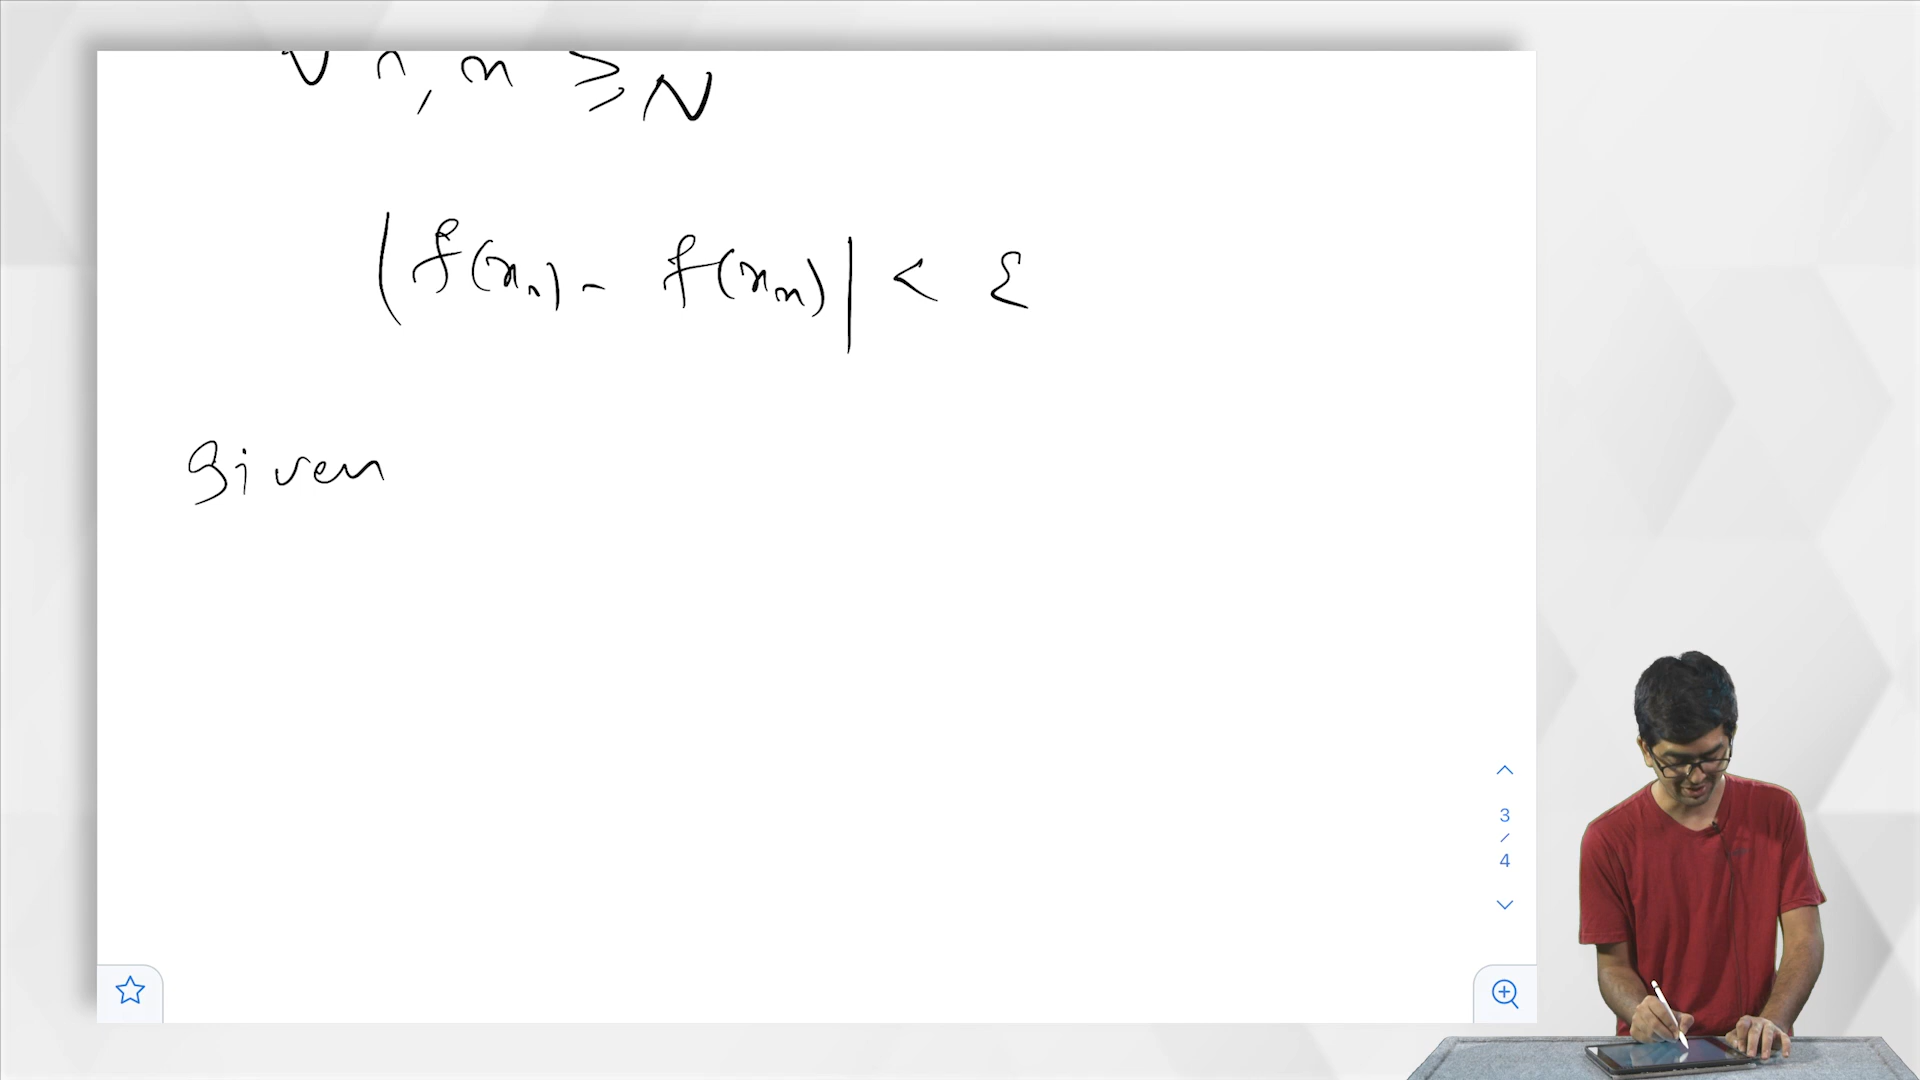 ∀ n, m ≥ N
|f(xₙ) - f(xₘ)| < ε
given
3
/
4